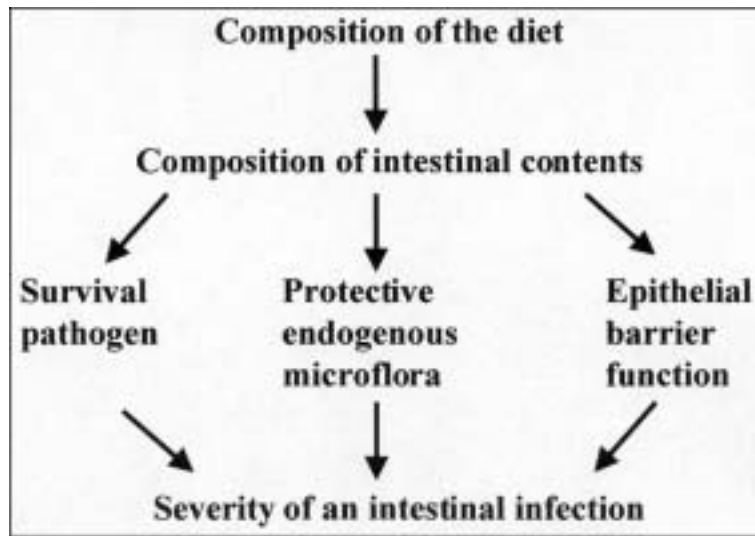 Composition of the diet
Composition of intestinal contents
Survival
pathogen
Protective
endogenous
microflora
Epithelial
barrier
function
Severity of an intestinal infection